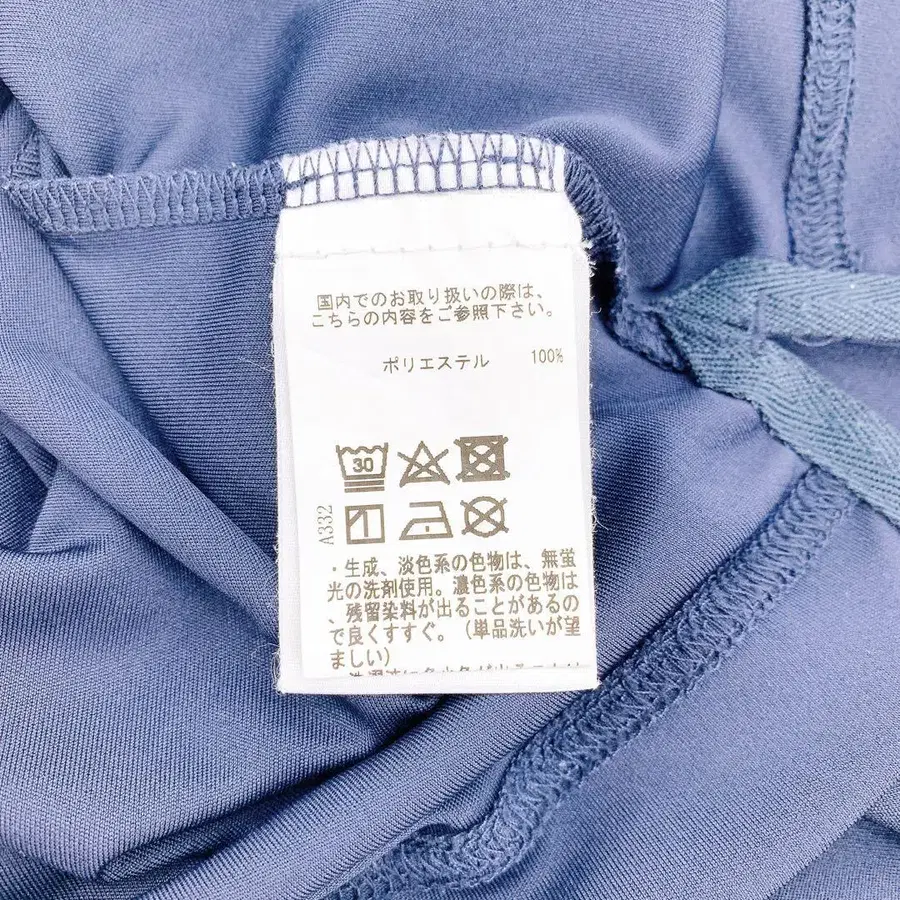 国内でのお取り扱いの際は、
こちらの内容をご参照下さい。
ポリエステル 100%
30
A332
・生成、淡色系の色物は、無蛍
光の洗剤使用。濃色系の色物は
、残留染料が出ることがあるの
で良くすすぐ。(単品洗いが望
ましい)